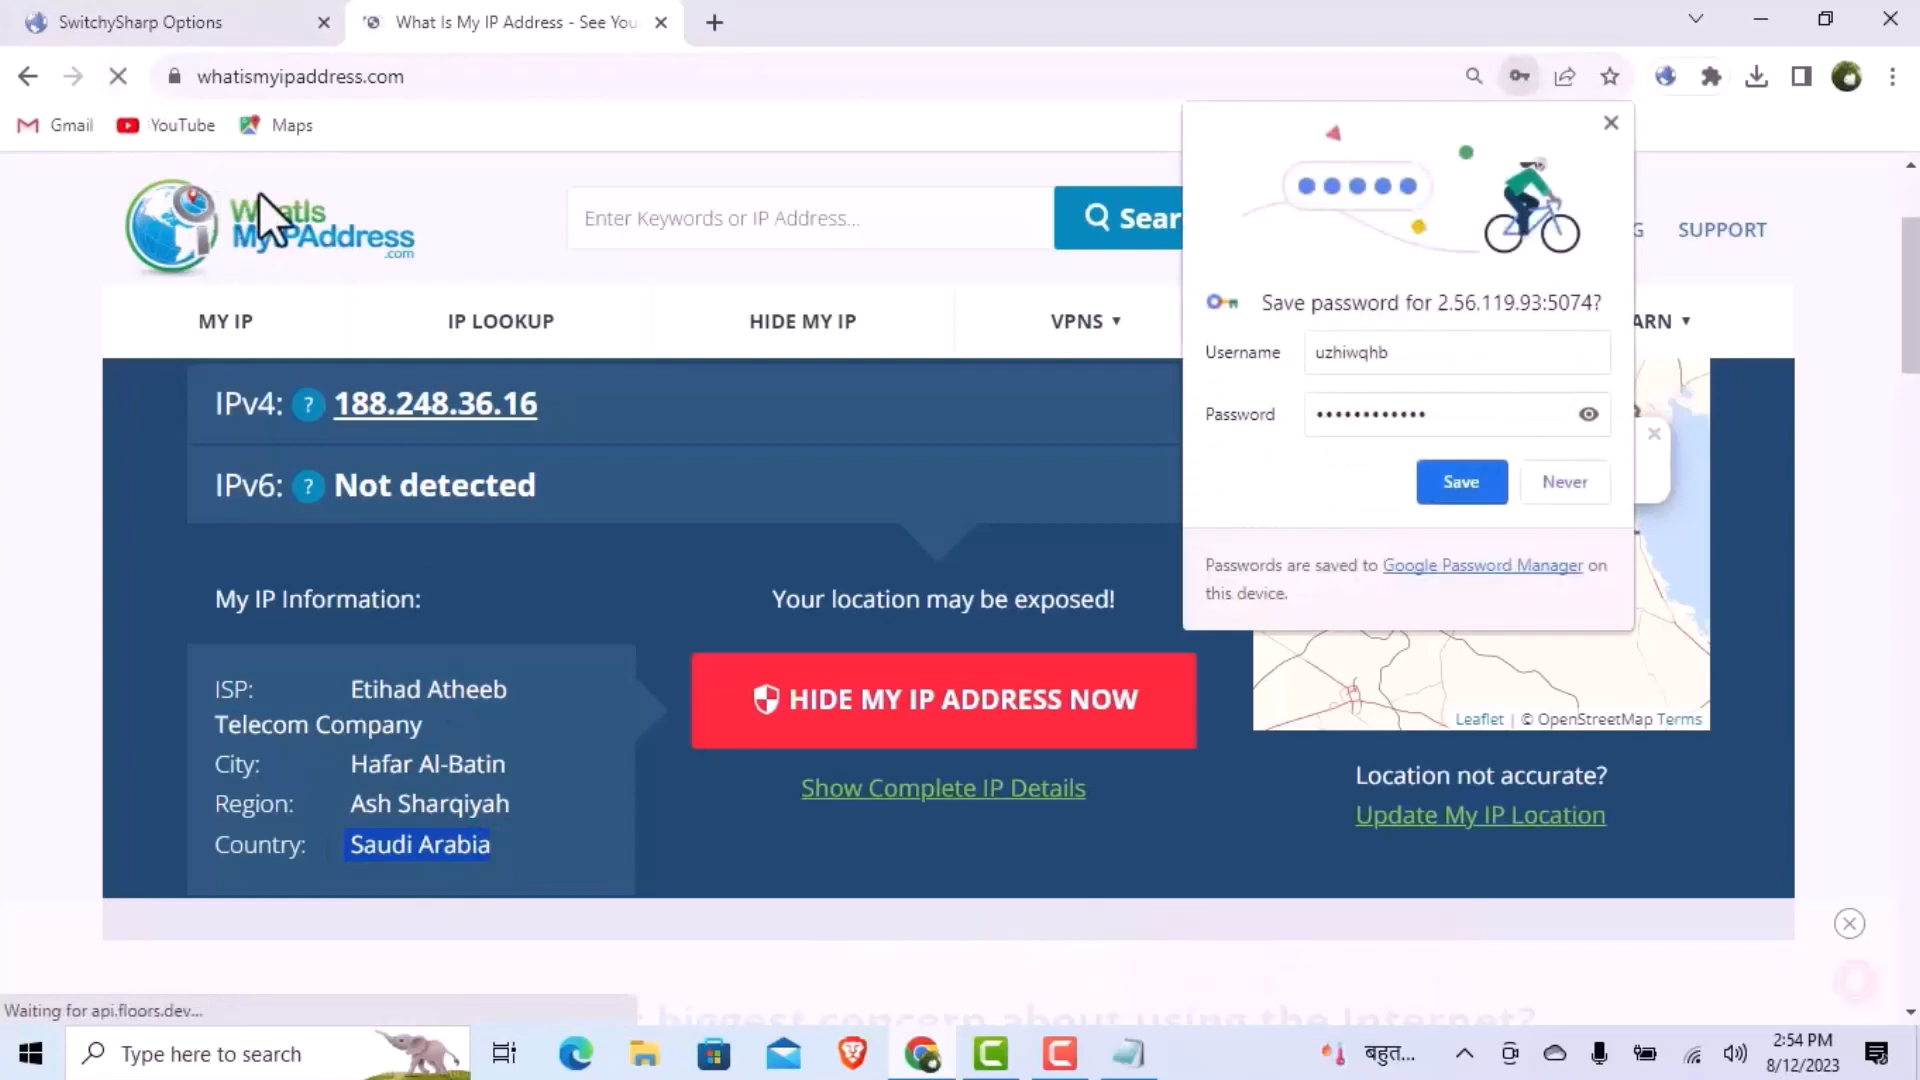 SwitchySharp Options
What Is My IP Address - See You
whatismyipaddress.com
Gmail
YouTube
Maps
WhatIs
MyIPAddress
.com
Enter Keywords or IP Address...
Sear
G
SUPPORT
MY IP
IP LOOKUP
HIDE MY IP
VPNS
ARN
Save password for 2.56.119.93:5074?
Username
uzhiwqhb
Password
••••••••••••
Save
Never
Passwords are saved to Google Password Manager on
this device.
IPv4: ? 188.248.36.16
IPv6: ? Not detected
My IP Information:
Your location may be exposed!
ISP: Etihad Atheeb
Telecom Company
City: Hafar Al-Batin
Region: Ash Sharqiyah
Country: Saudi Arabia
HIDE MY IP ADDRESS NOW
Show Complete IP Details
Leaflet | © OpenStreetMap Terms
Location not accurate?
Update My IP Location
biggest concern about using the Internet?
Waiting for api.floors.dev...
Type here to search
बहुत...
2:54 PM
8/12/2023